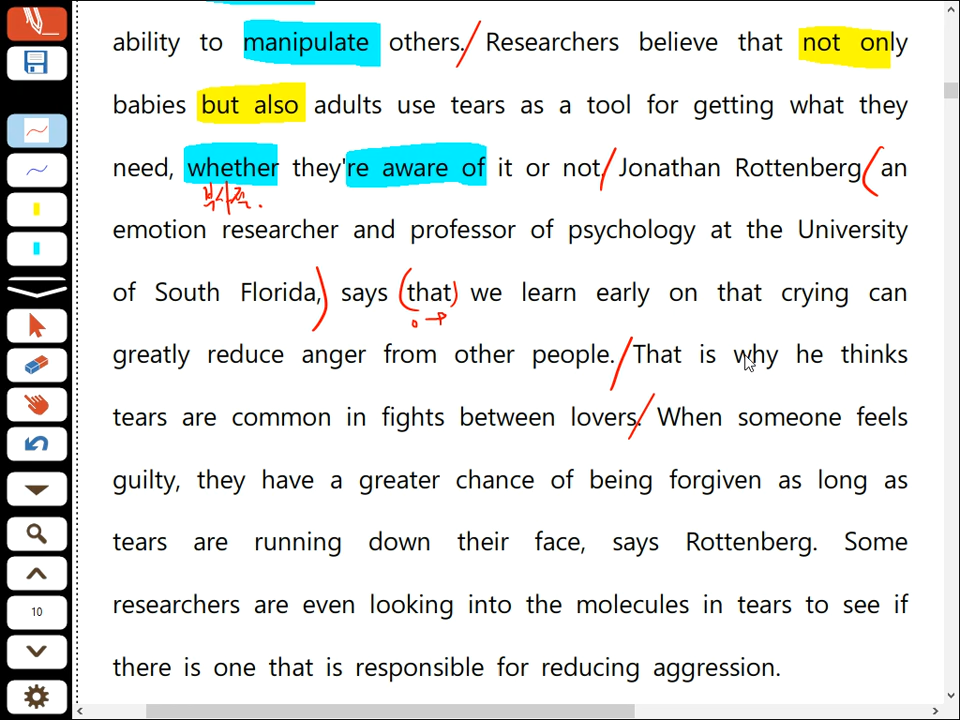 ability to manipulate others. Researchers believe that not only
babies but also adults use tears as a tool for getting what they
need, whether they're aware of it or not. Jonathan Rottenberg, an
부사절.
emotion researcher and professor of psychology at the University
of South Florida, says that we learn early on that crying can
greatly reduce anger from other people. That is why he thinks
tears are common in fights between lovers. When someone feels
guilty, they have a greater chance of being forgiven as long as
tears are running down their face, says Rottenberg. Some
researchers are even looking into the molecules in tears to see if
10
there is one that is responsible for reducing aggression.